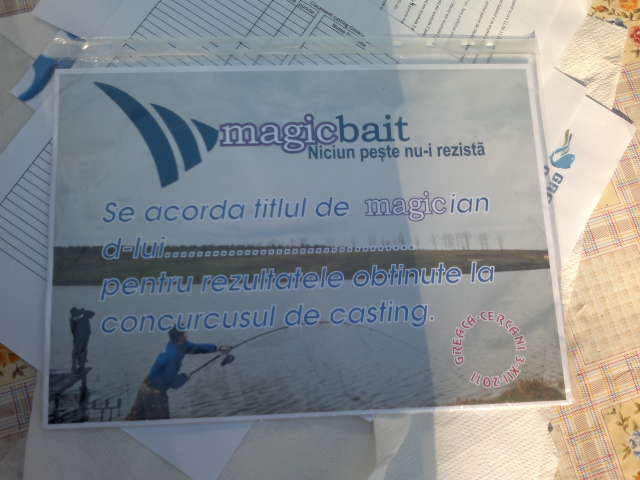 magicbait
Niciun pește nu-i rezistă
Se acorda titlul de magician
d-lui...............................
pentru rezultatele obtinute la
concurcusul de casting.
GREACA-CERCANI 3-XII-2011